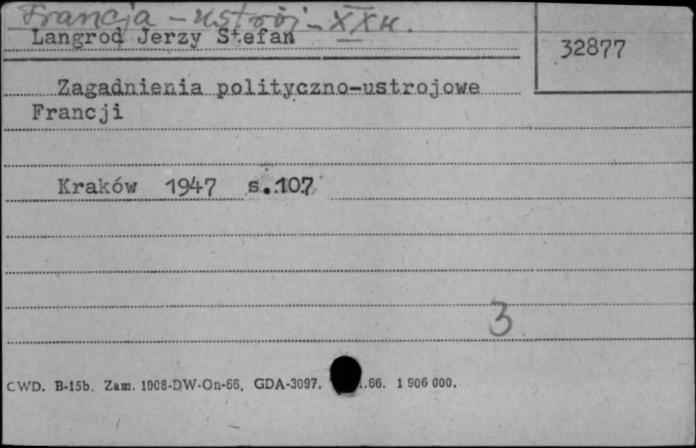 Francja - ustrój - XX w.
Langrod Jerzy Stefan
32877
Zagadnienia polityczno-ustrojowe
Francji
Kraków 1947 s.107
3
CWD. B-15b. Zam. 1008-DW-On-66. GDA-3097. .66. 1 906 000.